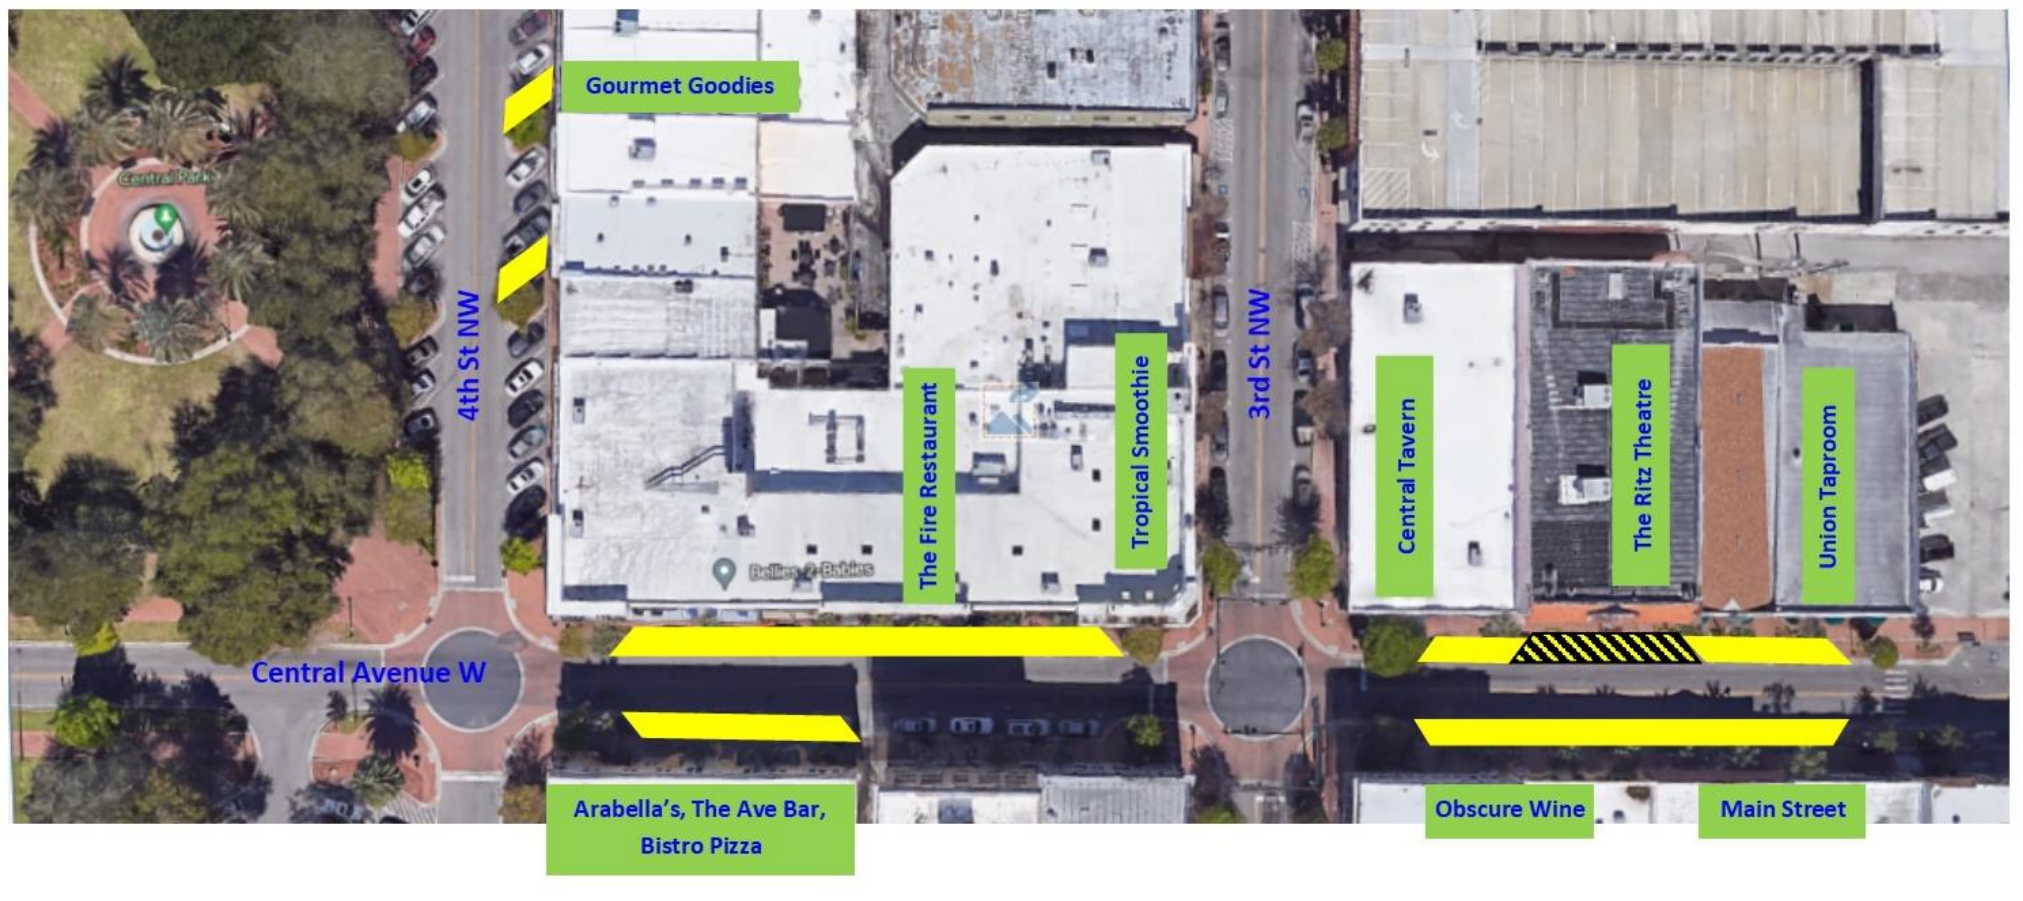 Gourmet Goodies
Central Park
4th St NW
3rd St NW
The Fire Restaurant
Tropical Smoothie
Central Tavern
The Ritz Theatre
Union Taproom
Bellies-2-Babies
Central Avenue W
Arabella’s, The Ave Bar,
Bistro Pizza
Obscure Wine
Main Street